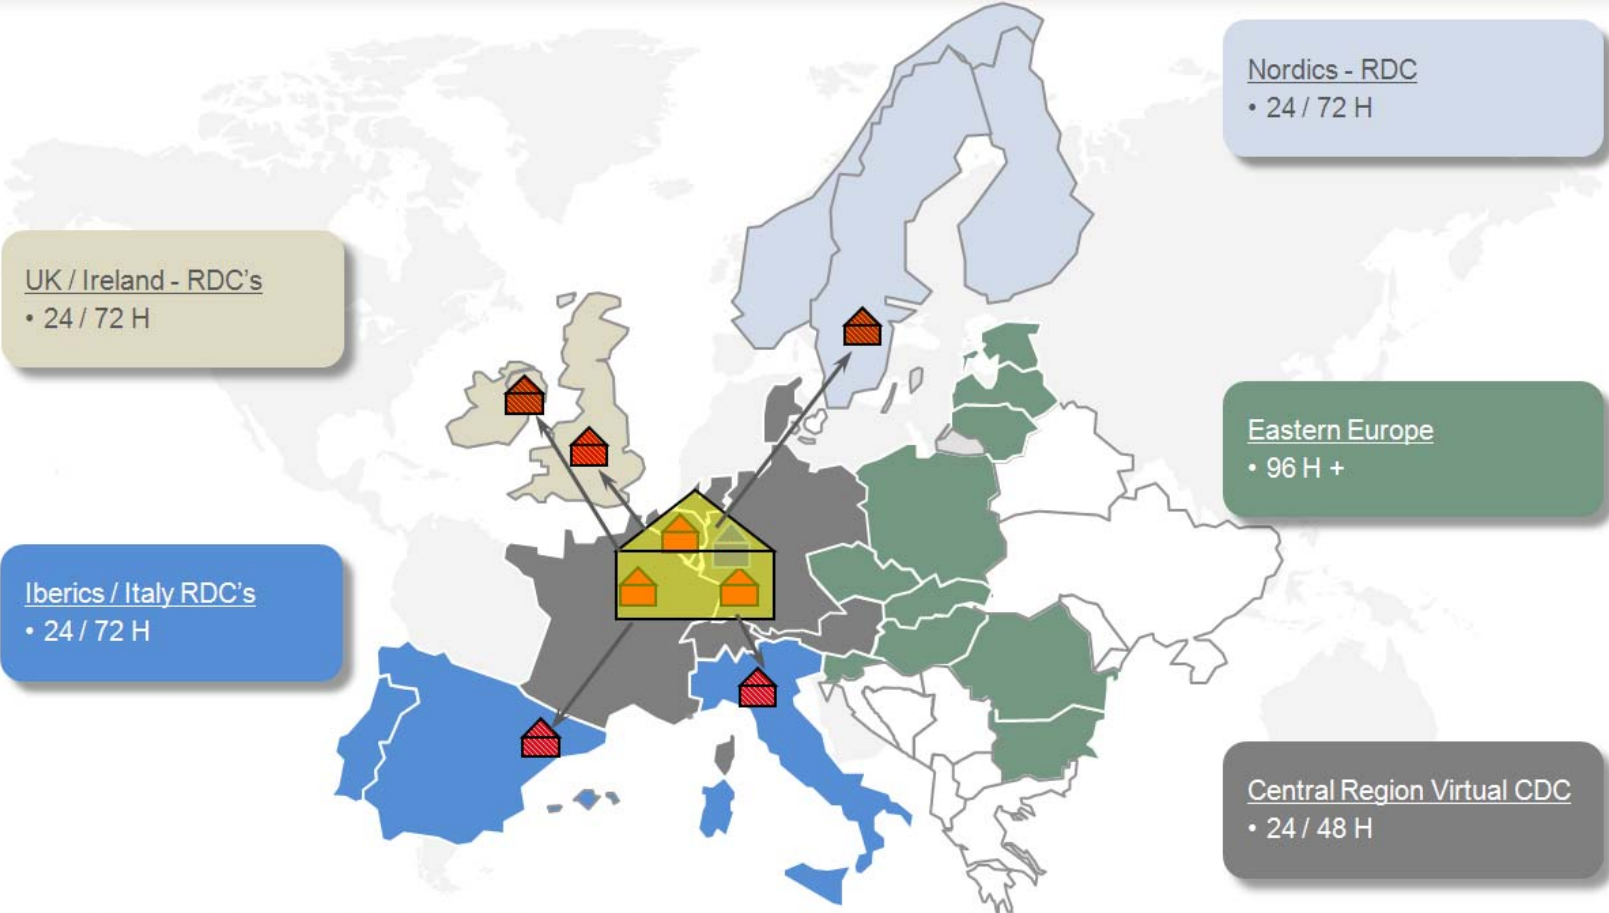 Nordics - RDC
• 24 / 72 H
UK / Ireland - RDC's
• 24 / 72 H
Eastern Europe
• 96 H +
Iberics / Italy RDC's
• 24 / 72 H
Central Region Virtual CDC
• 24 / 48 H